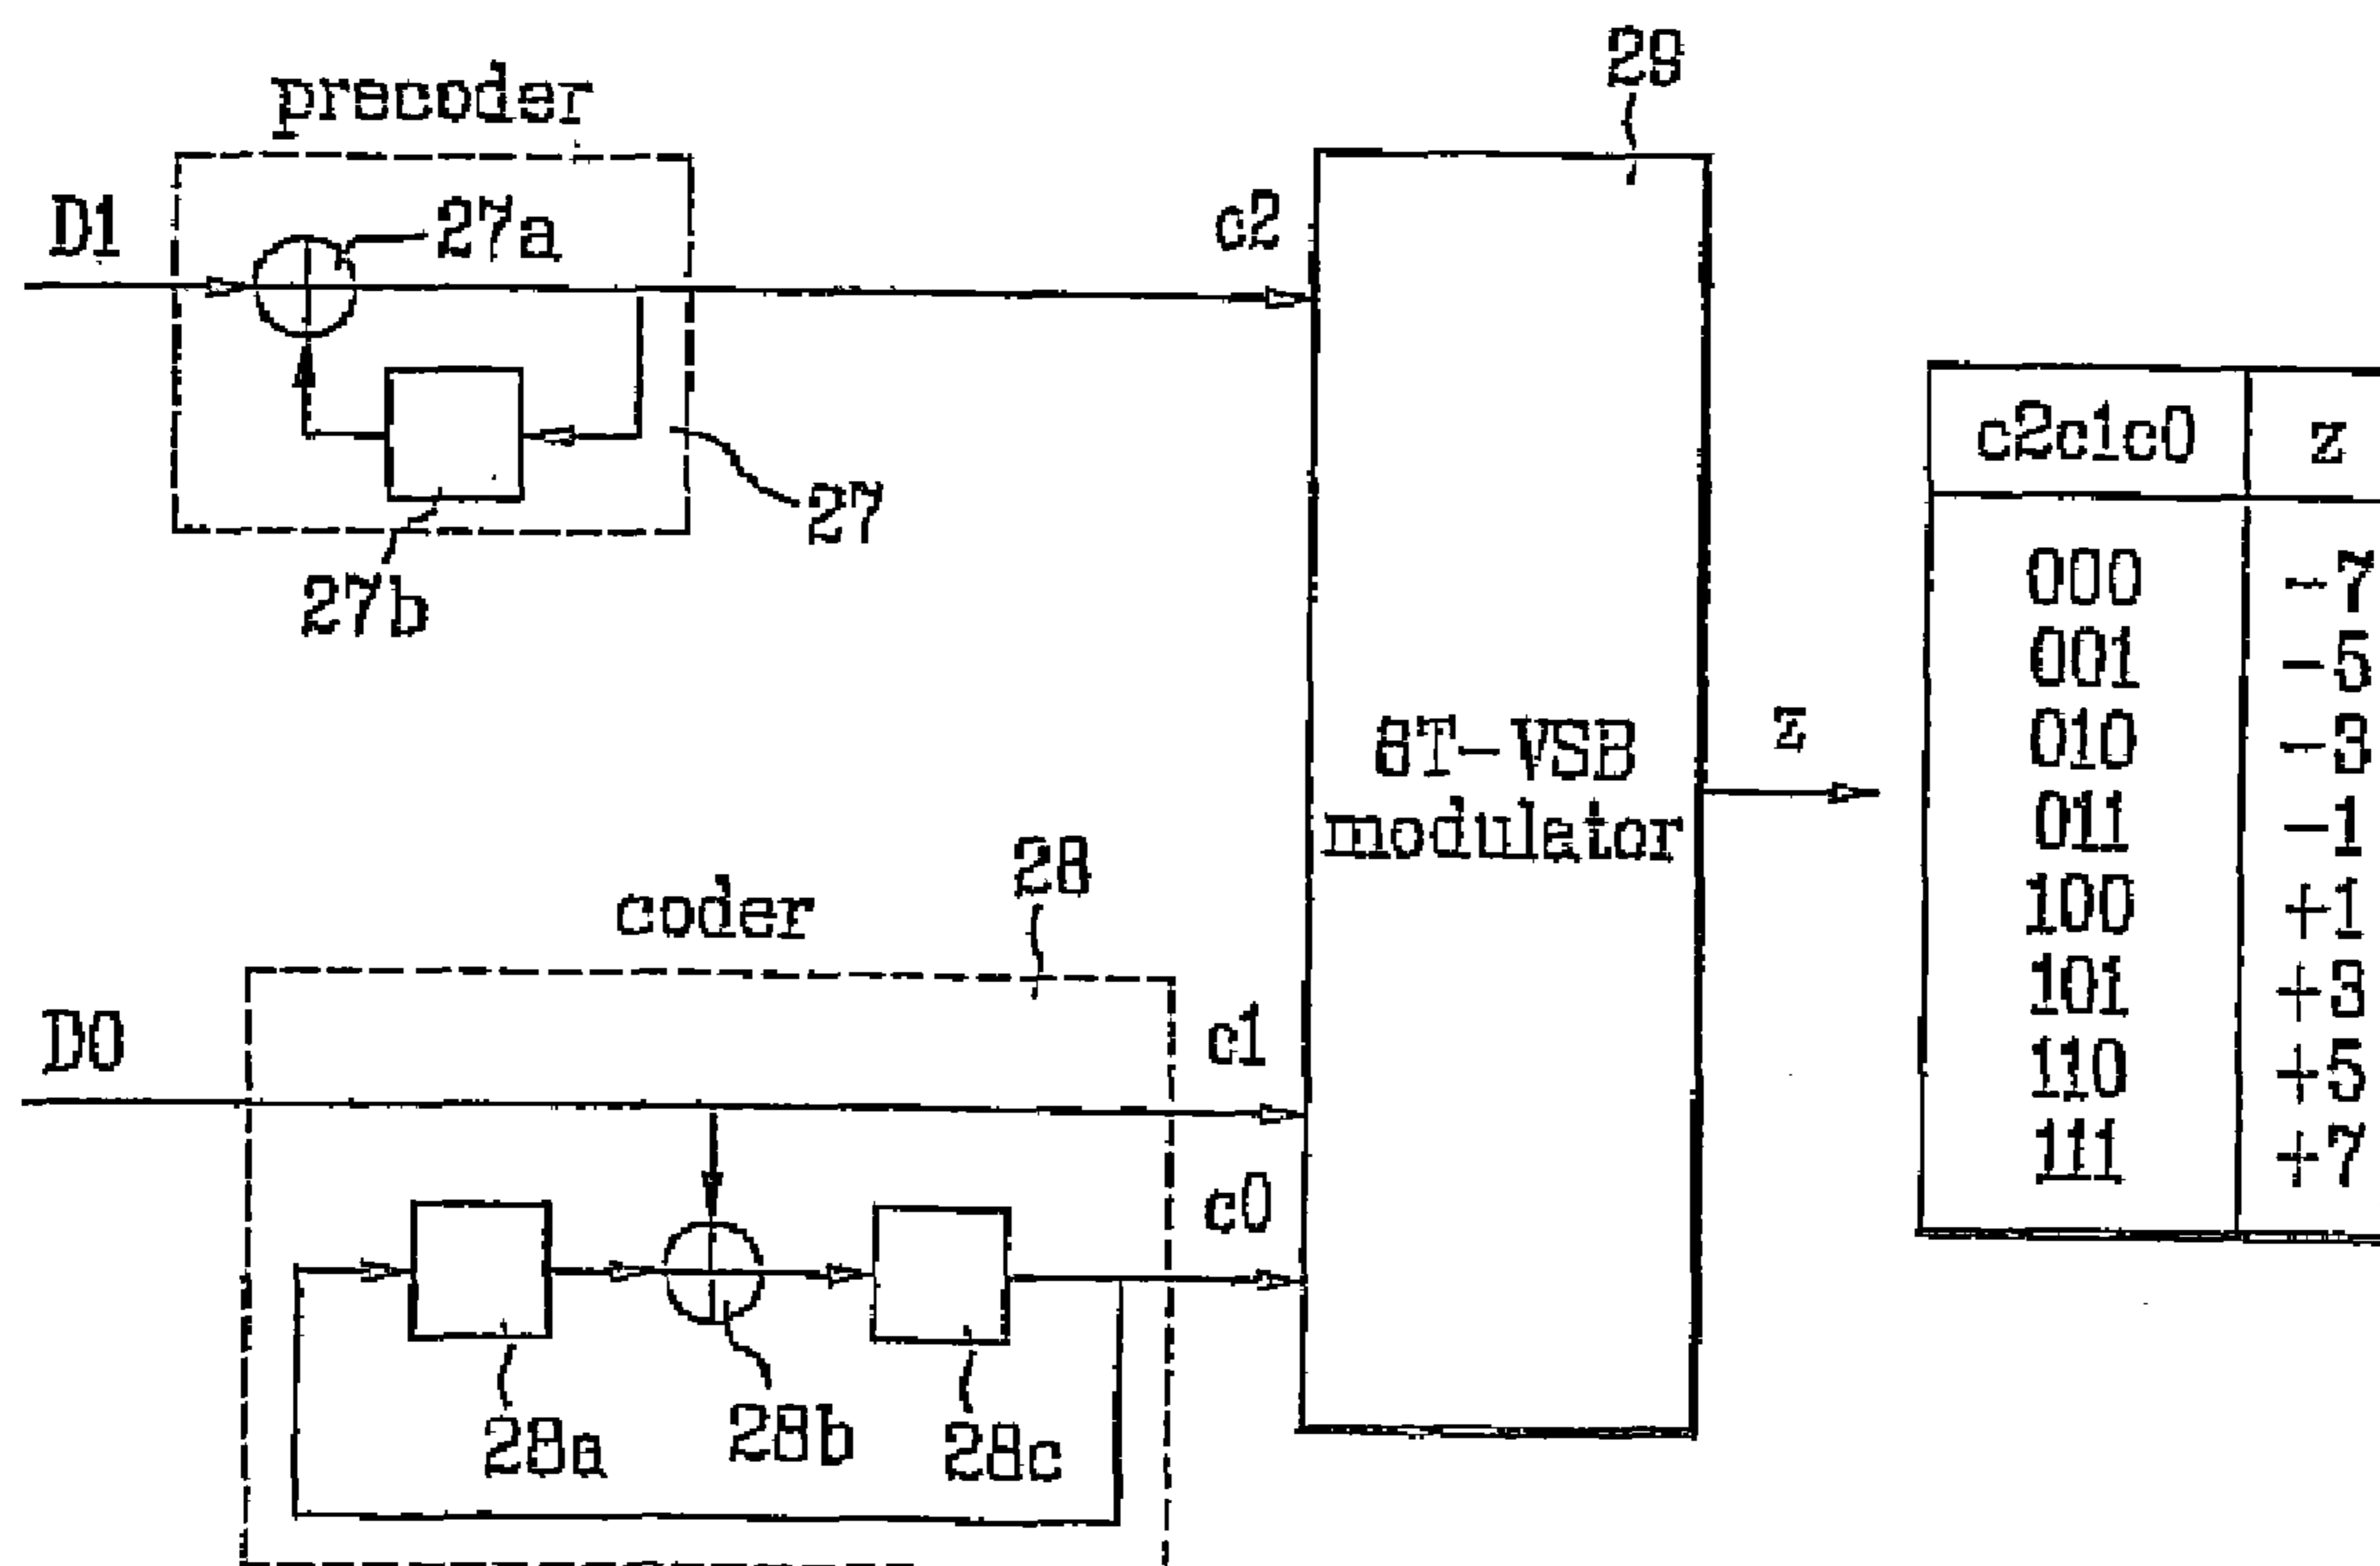 29
precoder
D1
27a
c2
27
27b
c2c1c0 z
000 -7
001 -5
010 -3
011 -1
100 +1
101 +3
110 +5
111 +7
8T-VSB
modulator
z
28
coder
D0
c1
c0
28a
28b
28c